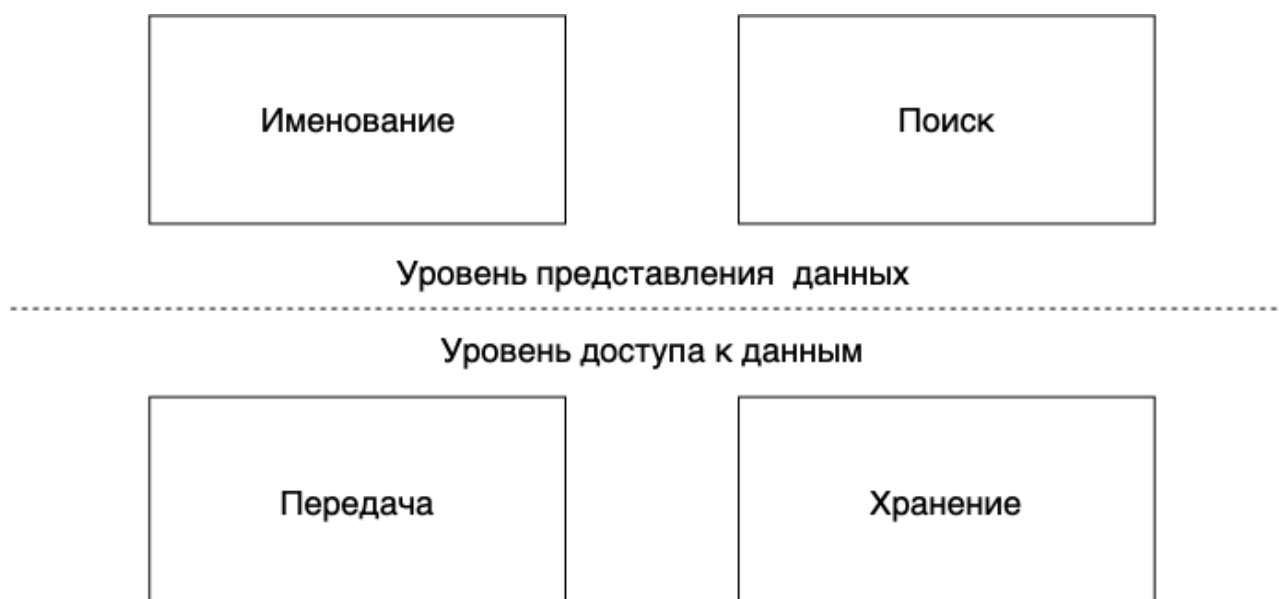 Именование
Поиск
Уровень представления  данных
Уровень доступа к данным
Передача
Хранение